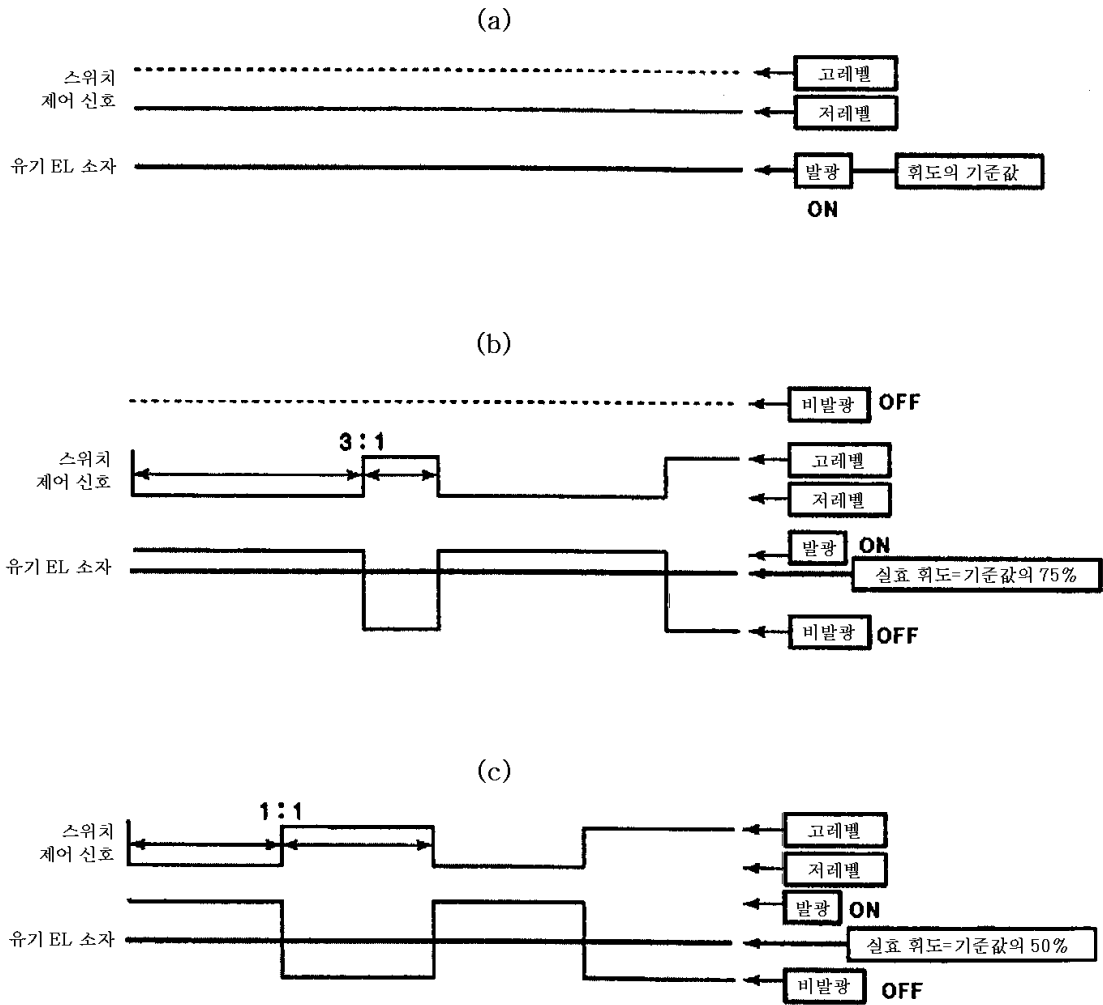 (a)
스위치
제어 신호
고레벨
저레벨
유기 EL 소자
발광
휘도의 기준값
ON
(b)
비발광 OFF
3 : 1
스위치
제어 신호
고레벨
저레벨
발광 ON
유기 EL 소자
실효 휘도=기준값의 75%
비발광 OFF
(c)
1 : 1
스위치
제어 신호
고레벨
저레벨
발광 ON
유기 EL 소자
실효 휘도=기준값의 50%
비발광 OFF